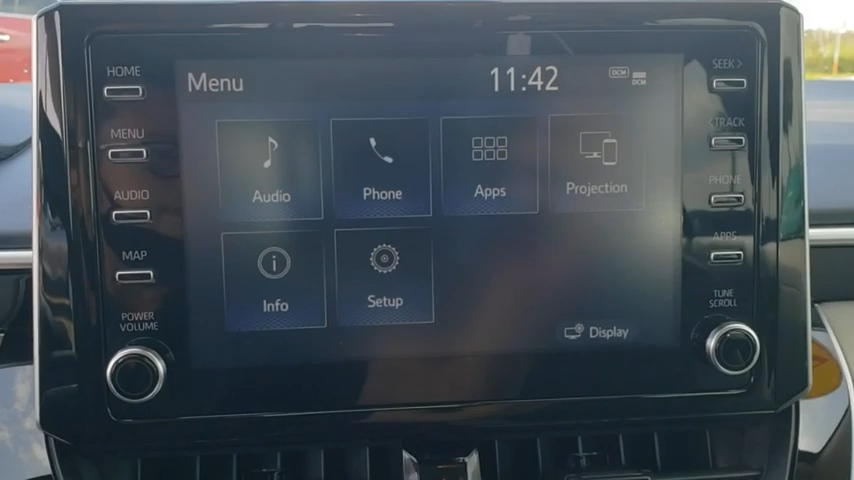 HOME
MENU
AUDIO
MAP
POWER
VOLUME
Menu 11:42 DCM DCM
Audio Phone Apps Projection
Info Setup
Display
SEEK>
<TRACK
PHONE
APPS
TUNE
SCROLL